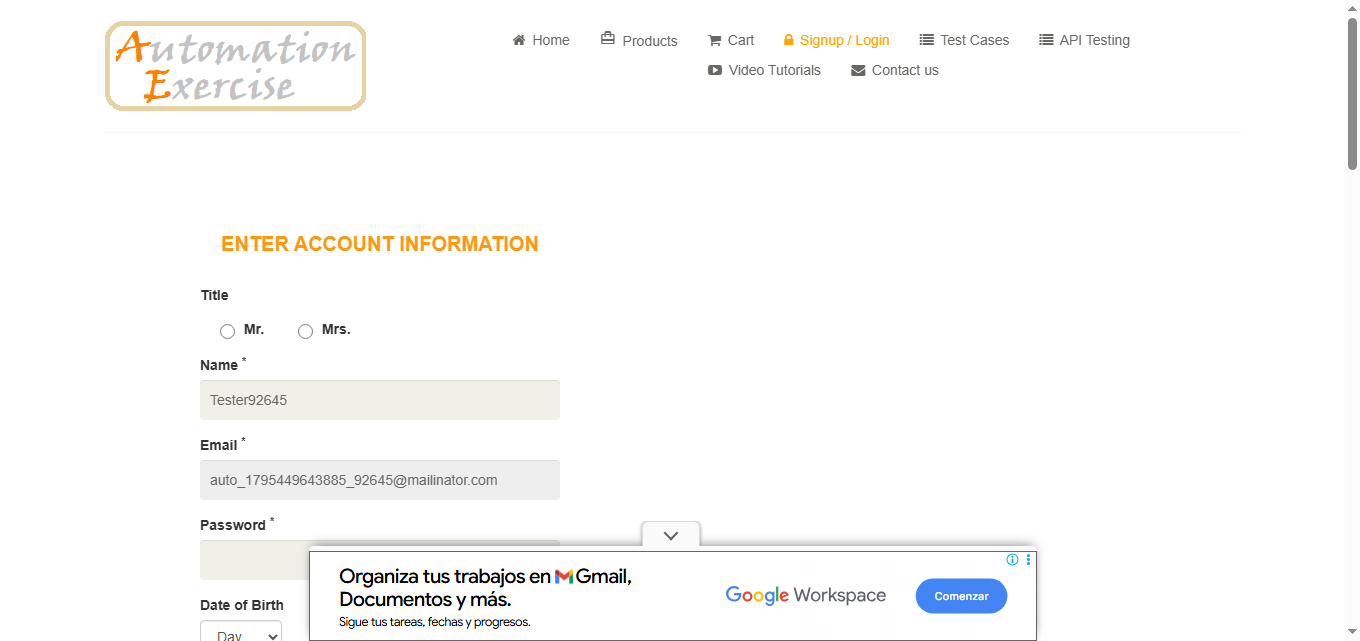 Automation
Exercise
Home
Products
Cart
Signup / Login
Test Cases
API Testing
Video Tutorials
Contact us
ENTER ACCOUNT INFORMATION
Title
Mr.
Mrs.
Name *
Tester92645
Email *
auto_1795449643885_92645@mailinator.com
Password *
Organiza tus trabajos en Gmail,
Documentos y más.
Sigue tus tareas, fechas y progresos.
Google Workspace
Comenzar
Date of Birth
Day